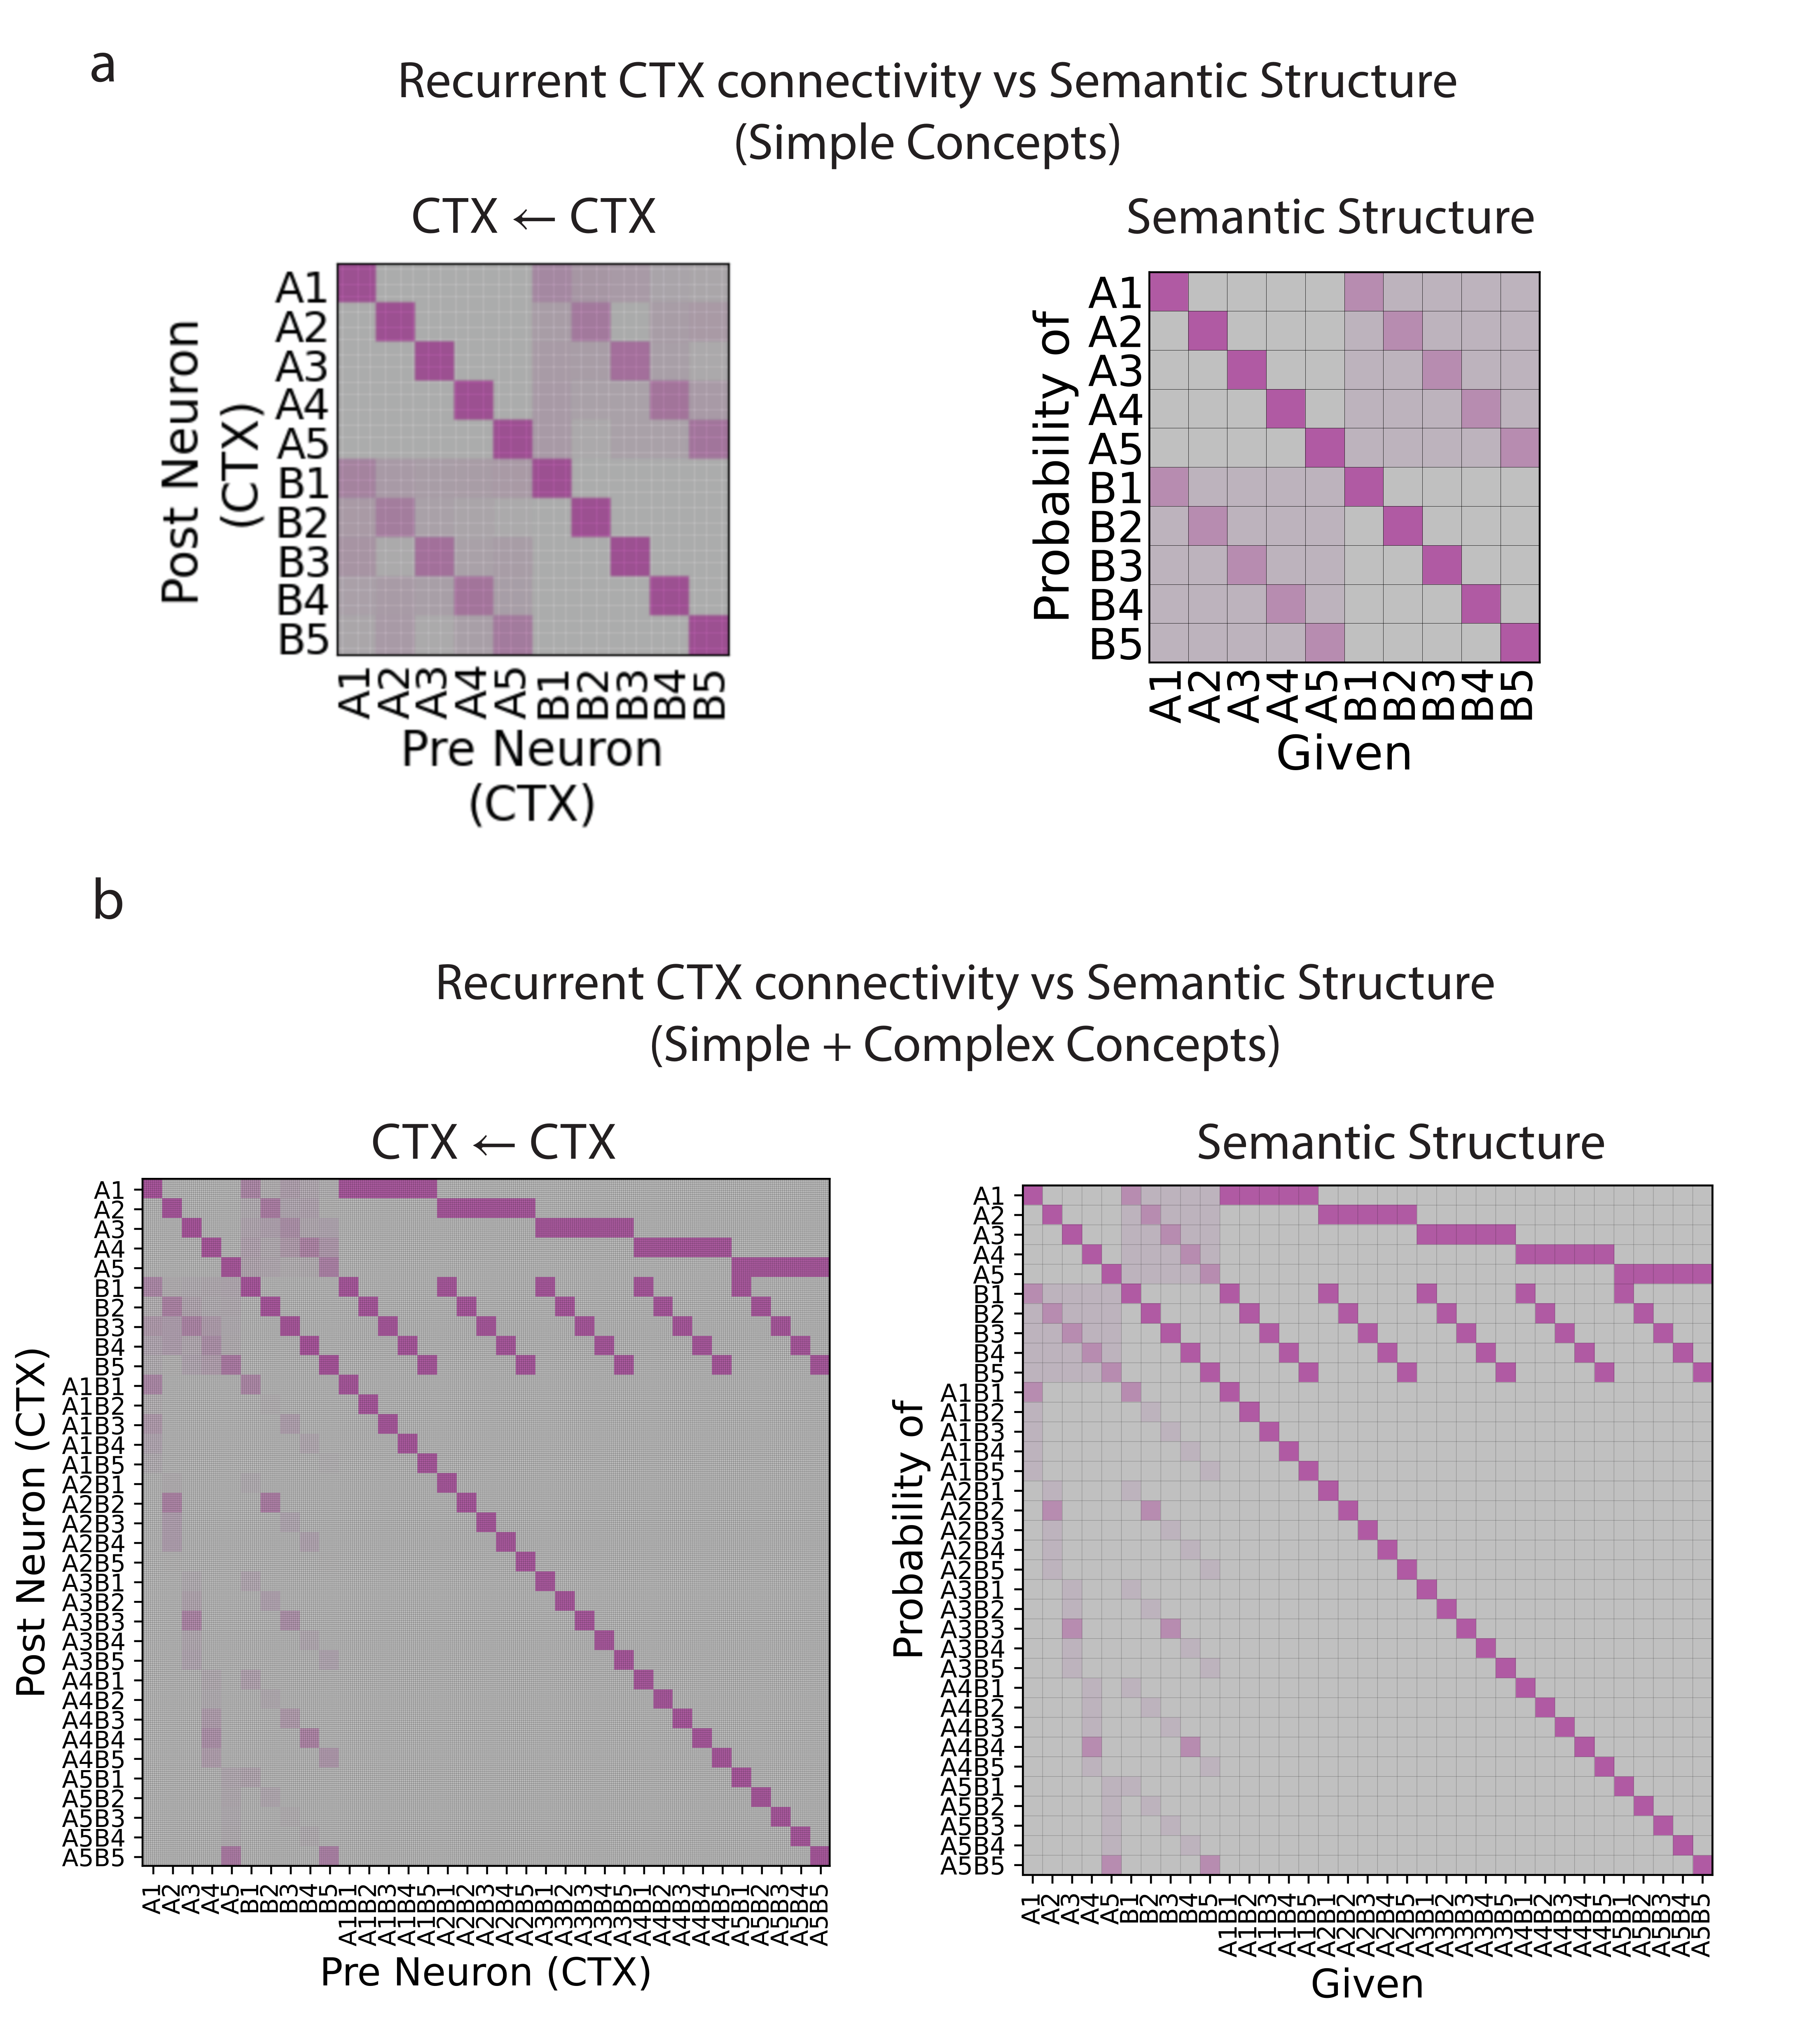 a
Recurrent CTX connectivity vs Semantic Structure
(Simple Concepts)
CTX ← CTX
Semantic Structure
Post Neuron
(CTX)
A1
A2
A3
A4
A5
B1
B2
B3
B4
B5
A1 A2 A3 A4 A5 B1 B2 B3 B4 B5
Pre Neuron
(CTX)
Probability of
A1
A2
A3
A4
A5
B1
B2
B3
B4
B5
A1 A2 A3 A4 A5 B1 B2 B3 B4 B5
Given
b
Recurrent CTX connectivity vs Semantic Structure
(Simple + Complex Concepts)
CTX ← CTX
Semantic Structure
Post Neuron (CTX)
A1
A2
A3
A4
A5
B1
B2
B3
B4
B5
A1B1
A1B2
A1B3
A1B4
A1B5
A2B1
A2B2
A2B3
A2B4
A2B5
A3B1
A3B2
A3B3
A3B4
A3B5
A4B1
A4B2
A4B3
A4B4
A4B5
A5B1
A5B2
A5B3
A5B4
A5B5
A1 A2 A3 A4 A5 B1 B2 B3 B4 B5 A1B1 A1B2 A1B3 A1B4 A1B5 A2B1 A2B2 A2B3 A2B4 A2B5 A3B1 A3B2 A3B3 A3B4 A3B5 A4B1 A4B2 A4B3 A4B4 A4B5 A5B1 A5B2 A5B3 A5B4 A5B5
Pre Neuron (CTX)
Probability of
A1
A2
A3
A4
A5
B1
B2
B3
B4
B5
A1B1
A1B2
A1B3
A1B4
A1B5
A2B1
A2B2
A2B3
A2B4
A2B5
A3B1
A3B2
A3B3
A3B4
A3B5
A4B1
A4B2
A4B3
A4B4
A4B5
A5B1
A5B2
A5B3
A5B4
A5B5
A1 A2 A3 A4 A5 B1 B2 B3 B4 B5 A1B1 A1B2 A1B3 A1B4 A1B5 A2B1 A2B2 A2B3 A2B4 A2B5 A3B1 A3B2 A3B3 A3B4 A3B5 A4B1 A4B2 A4B3 A4B4 A4B5 A5B1 A5B2 A5B3 A5B4 A5B5
Given